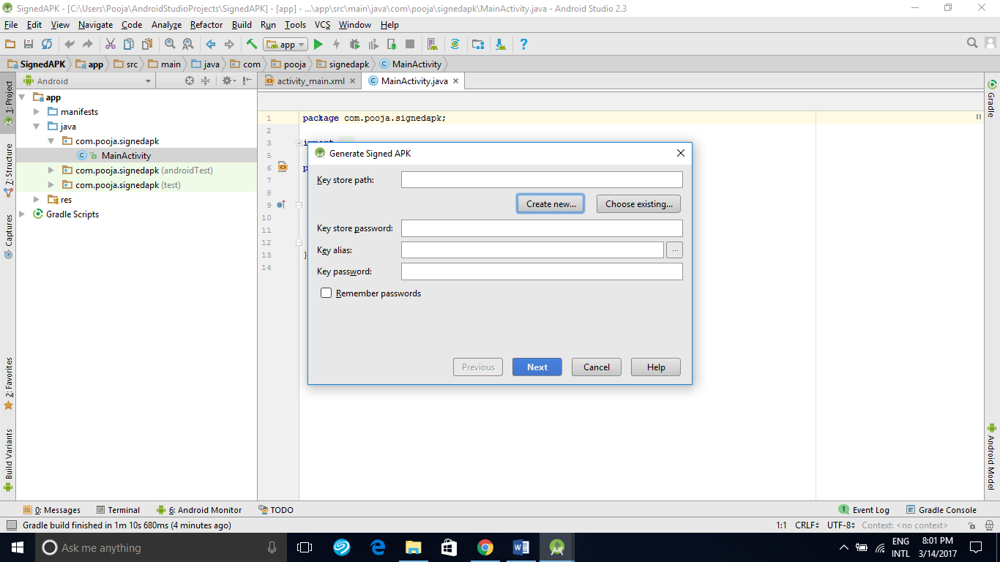 SignedAPK - [C:\Users\Pooja\AndroidStudioProjects\SignedAPK] - [app] - ...\app\src\main\java\com\pooja\signedapk\MainActivity.java - Android Studio 2.3
File Edit View Navigate Code Analyze Refactor Build Run Tools VCS Window Help
app
SignedAPK app src main java com pooja signedapk MainActivity
Android
activity_main.xml MainActivity.java
1: Project
7: Structure
Captures
2: Favorites
Build Variants
app
manifests
java
com.pooja.signedapk
MainActivity
com.pooja.signedapk (androidTest)
com.pooja.signedapk (test)
res
Gradle Scripts
1 package com.pooja.signedapk;
2
3
5
6
7
8
9
10
11
12
13 }
14
Generate Signed APK
Key store path:
Create new... Choose existing...
Key store password:
Key alias:
...
Key password:
Remember passwords
Previous Next Cancel Help
Gradle
Android Model
0: Messages Terminal 6: Android Monitor TODO 1 Event Log Gradle Console
Gradle build finished in 1m 10s 680ms (4 minutes ago) 1:1 CRLF UTF-8 Context: <no context>
Ask me anything
ENG
INTL
8:01 PM
3/14/2017